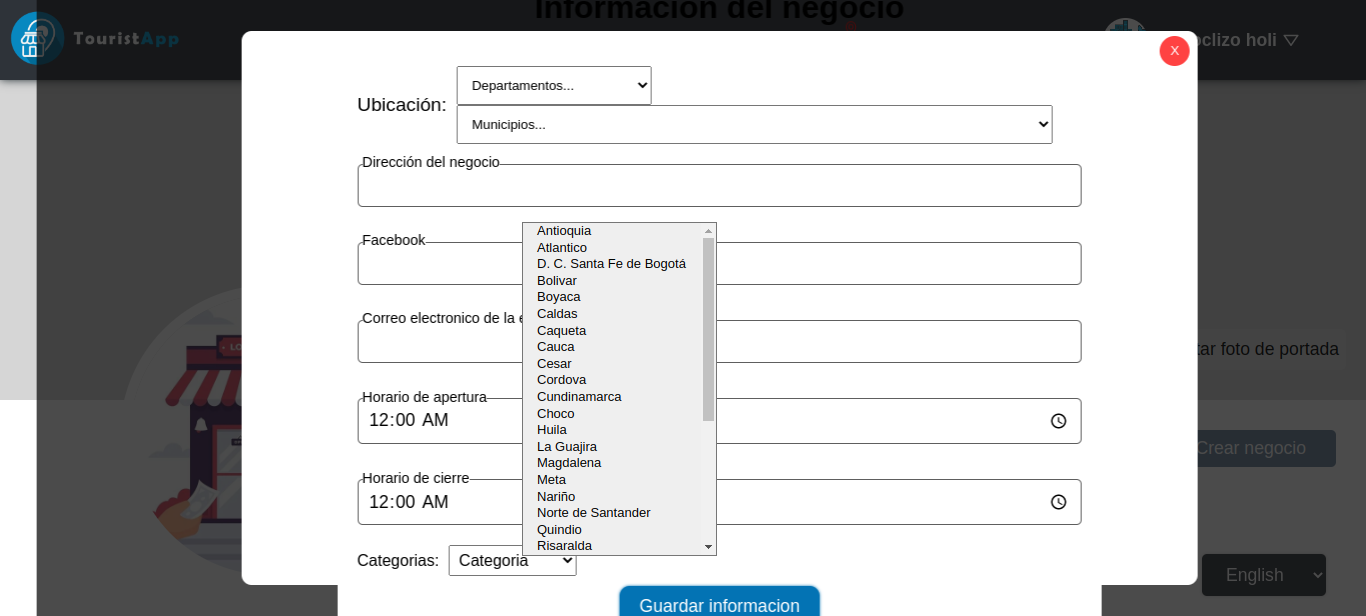 Información del negocio
TouristApp
oclizo holi
X
Ubicación:
Departamentos...
Municipios...
Dirección del negocio
Facebook
Correo electronico de la
Horario de apertura
12:00 AM
Horario de cierre
12:00 AM
Categorias:
Categoria
Antioquia
Atlantico
D. C. Santa Fe de Bogotá
Bolivar
Boyaca
Caldas
Caqueta
Cauca
Cesar
Cordova
Cundinamarca
Choco
Huila
La Guajira
Magdalena
Meta
Nariño
Norte de Santander
Quindio
Risaralda
Guardar informacion
tar foto de portada
Crear negocio
English